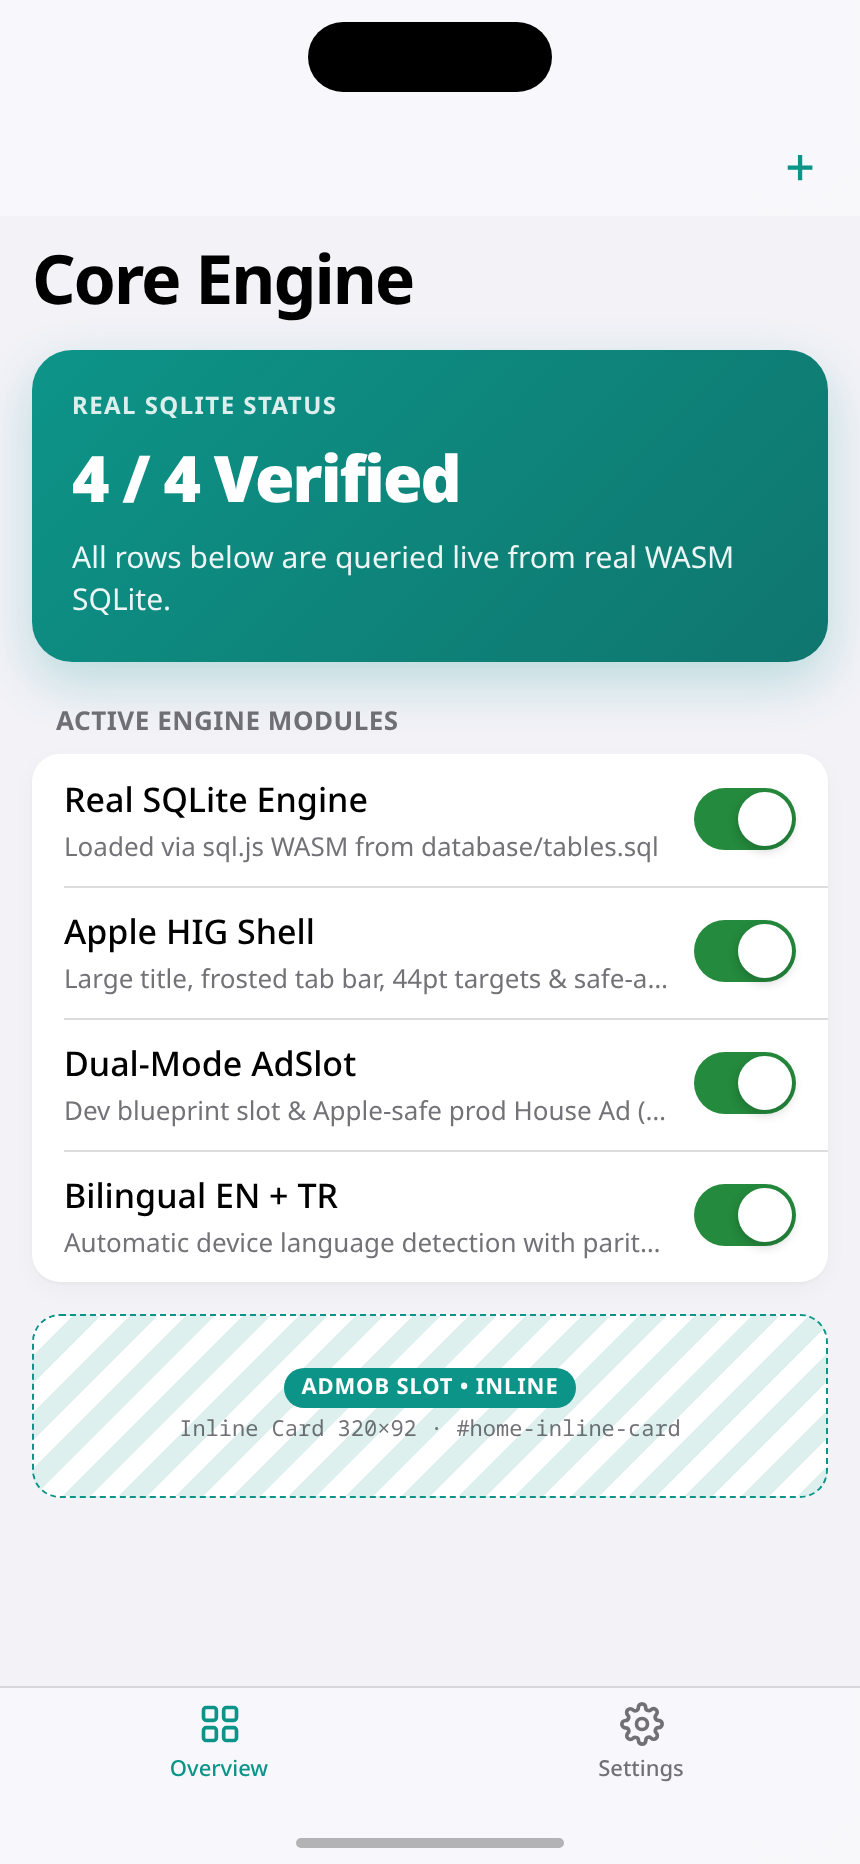 Core Engine
REAL SQLITE STATUS
4 / 4 Verified
All rows below are queried live from real WASM
SQLite.
ACTIVE ENGINE MODULES
Real SQLite Engine
Loaded via sql.js WASM from database/tables.sql
Apple HIG Shell
Large title, frosted tab bar, 44pt targets & safe-a...
Dual-Mode AdSlot
Dev blueprint slot & Apple-safe prod House Ad (...
Bilingual EN + TR
Automatic device language detection with parit...
ADMOB SLOT • INLINE
Inline Card 320×92 · #home-inline-card
Overview
Settings